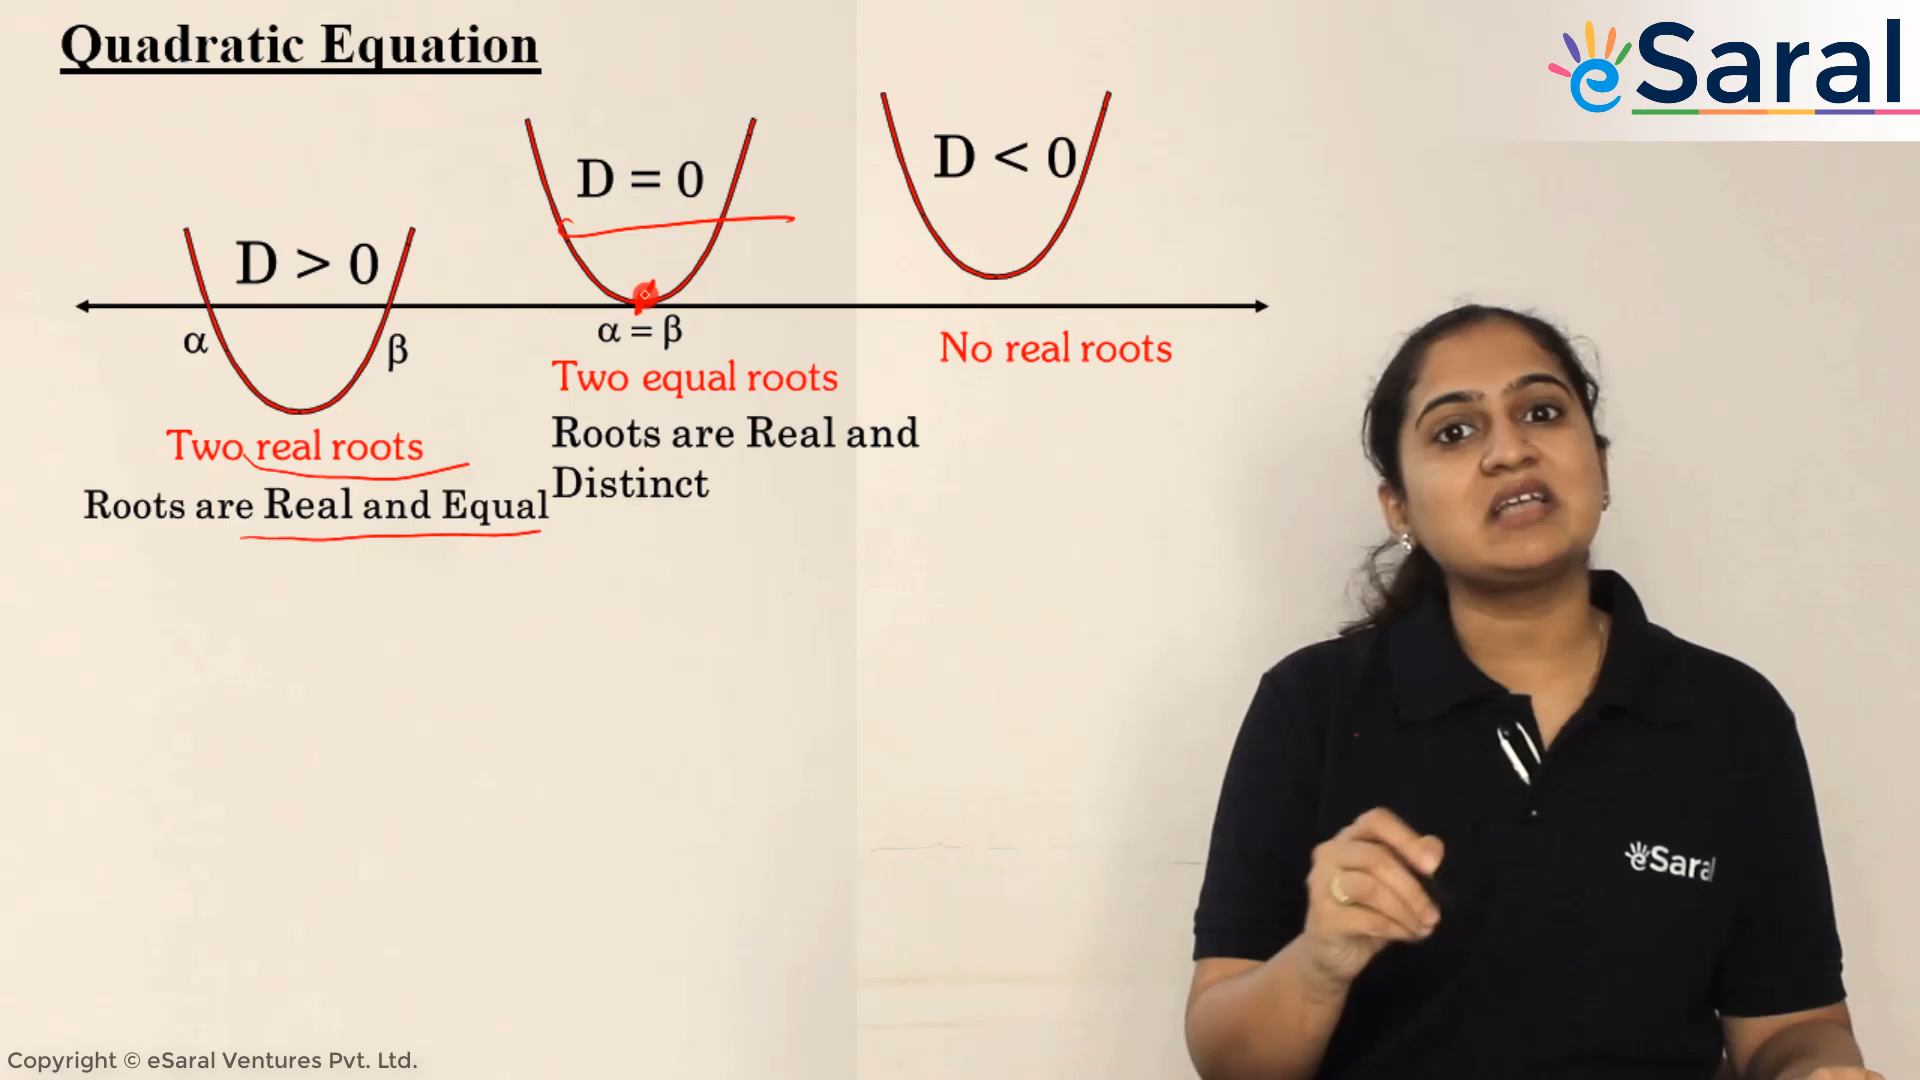 Quadratic Equation
eSaral
D > 0
D = 0
D < 0
α
β
α = β
Two real roots
Roots are Real and Equal
Two equal roots
Roots are Real and
Distinct
No real roots
eSaral
Copyright © eSaral Ventures Pvt. Ltd.